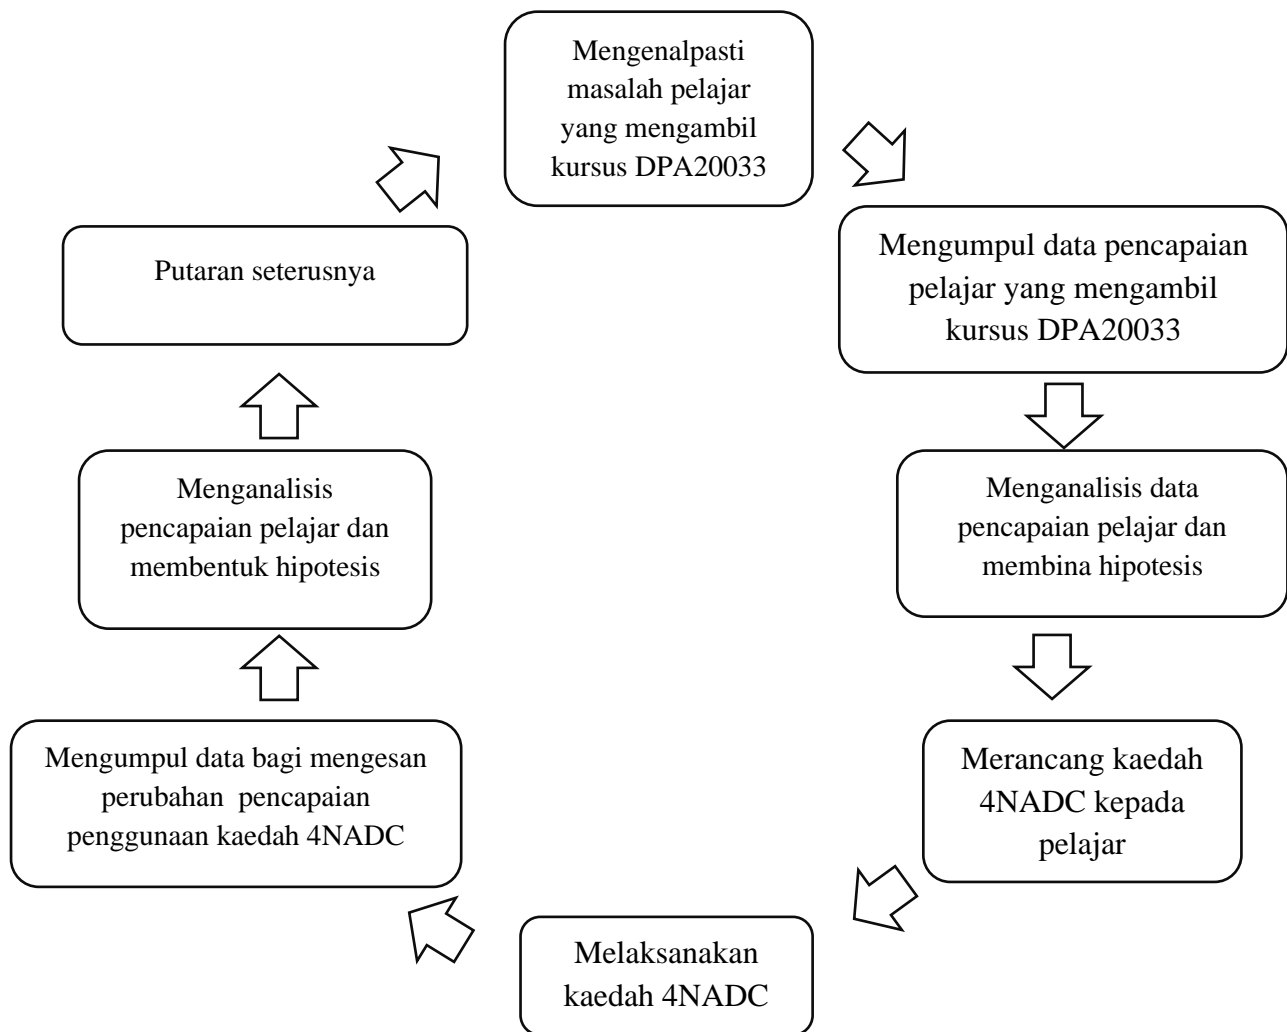 Mengenalpasti
masalah pelajar
yang mengambil
kursus DPA20033
Mengumpul data pencapaian
pelajar yang mengambil
kursus DPA20033
Menganalisis data
pencapaian pelajar dan
membina hipotesis
Merancang kaedah
4NADC kepada
pelajar
Melaksanakan
kaedah 4NADC
Mengumpul data bagi mengesan
perubahan pencapaian
penggunaan kaedah 4NADC
Menganalisis
pencapaian pelajar dan
membentuk hipotesis
Putaran seterusnya